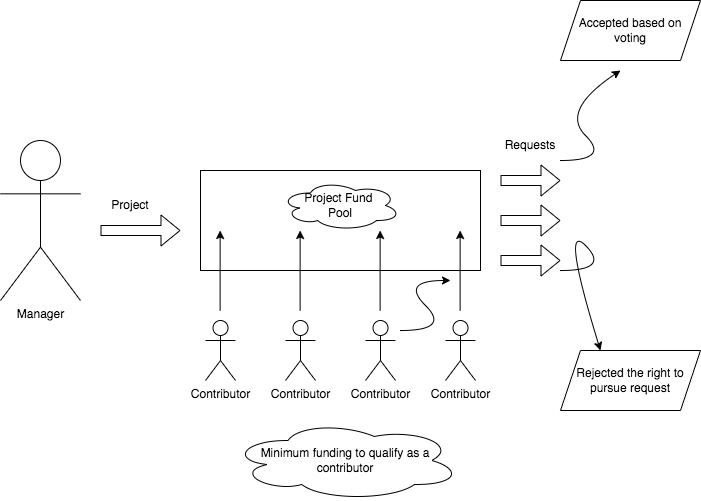 Accepted based on
voting
Requests
Project
Project Fund
Pool
Manager
Contributor
Contributor
Contributor
Contributor
Rejected the right to
pursue request
Minimum funding to qualify as a
contributor